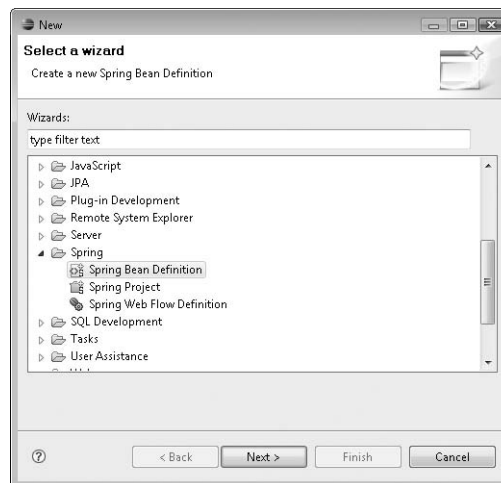 New
Select a wizard
Create a new Spring Bean Definition
Wizards:
type filter text
JavaScript
JPA
Plug-in Development
Remote System Explorer
Server
Spring
Spring Bean Definition
Spring Project
Spring Web Flow Definition
SQL Development
Tasks
User Assistance
?
< Back
Next >
Finish
Cancel